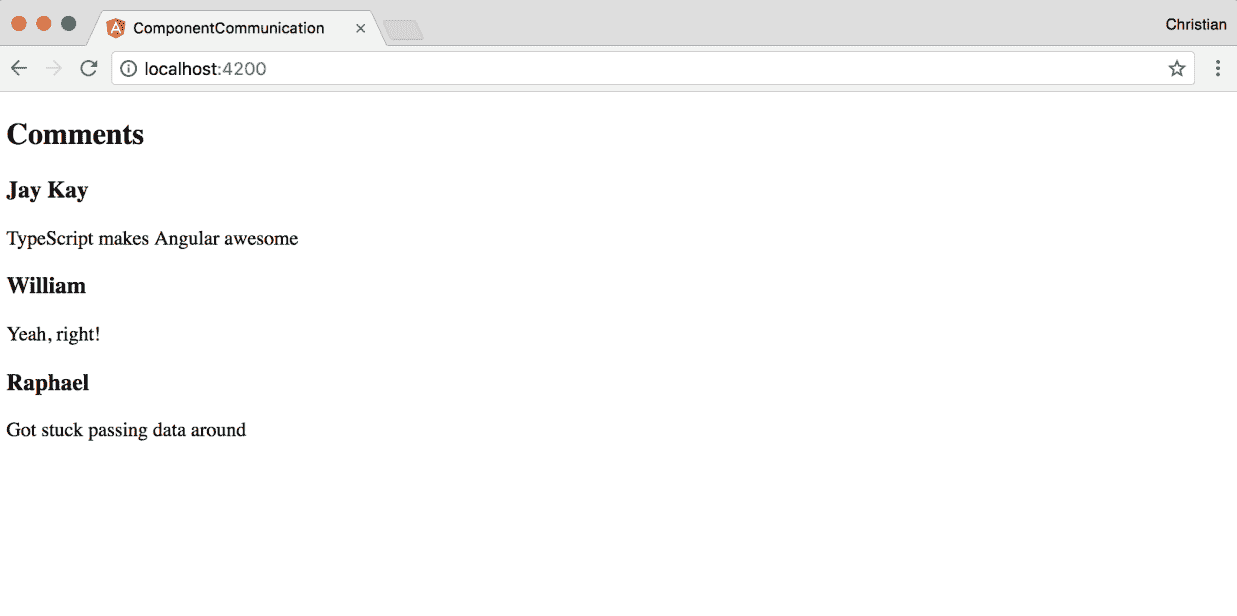 ComponentCommunication
Christian
localhost:4200
Comments
Jay Kay
TypeScript makes Angular awesome
William
Yeah, right!
Raphael
Got stuck passing data around